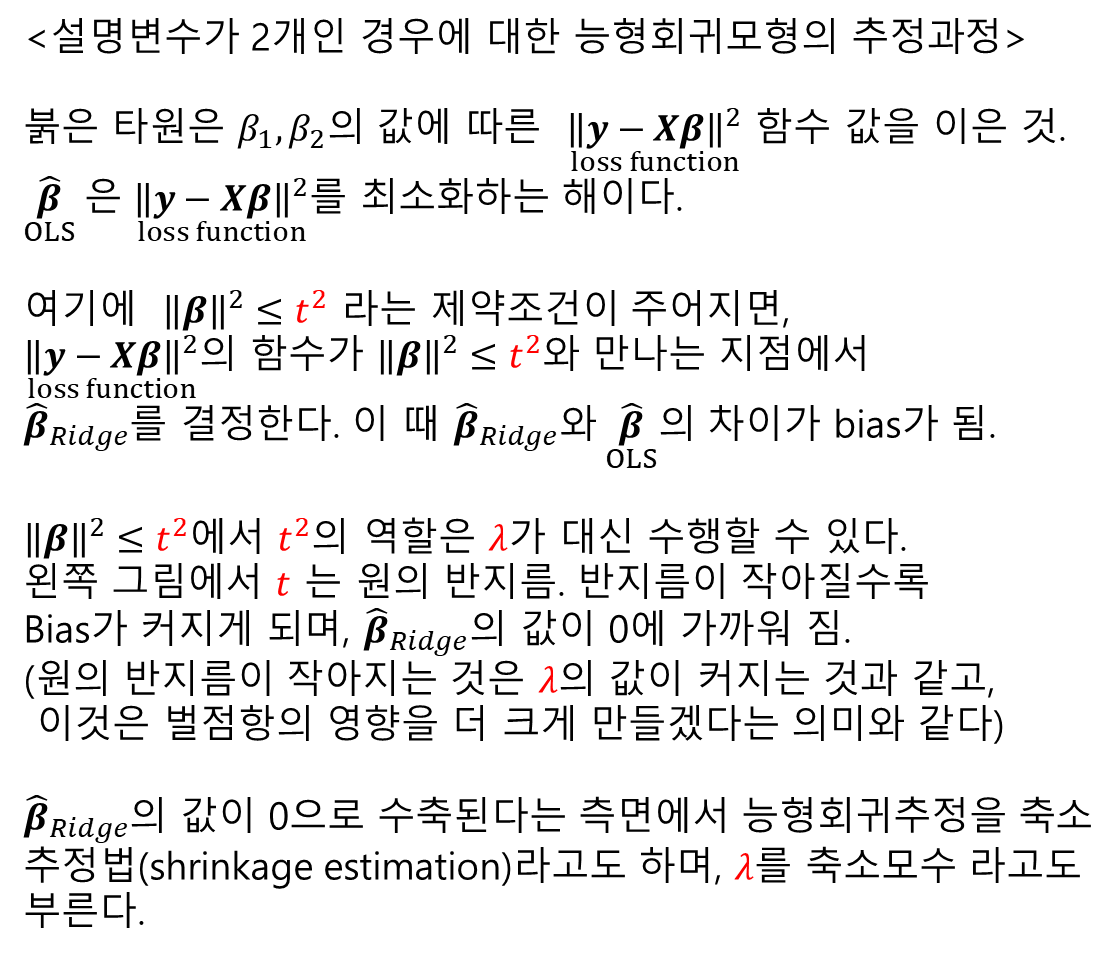 <설명변수가 2개인 경우에 대한 능형회귀모형의 추정과정>
붉은 타원은 β₁, β₂의 값에 따른 ‖y − Xβ‖² 함수 값을 이은 것.
loss function
β̂ 은 ‖y − Xβ‖²를 최소화하는 해이다.
OLS loss function
여기에 ‖β‖² ≤ t² 라는 제약조건이 주어지면,
‖y − Xβ‖²의 함수가 ‖β‖² ≤ t²와 만나는 지점에서
loss function
β̂_Ridge를 결정한다. 이 때 β̂_Ridge와 β̂ 의 차이가 bias가 됨.
OLS
‖β‖² ≤ t²에서 t²의 역할은 λ가 대신 수행할 수 있다.
왼쪽 그림에서 t 는 원의 반지름. 반지름이 작아질수록
Bias가 커지게 되며, β̂_Ridge의 값이 0에 가까워 짐.
(원의 반지름이 작아지는 것은 λ의 값이 커지는 것과 같고,
이것은 벌점항의 영향을 더 크게 만들겠다는 의미와 같다)
β̂_Ridge의 값이 0으로 수축된다는 측면에서 능형회귀추정을 축소
추정법(shrinkage estimation)라고도 하며, λ를 축소모수 라고도
부른다.